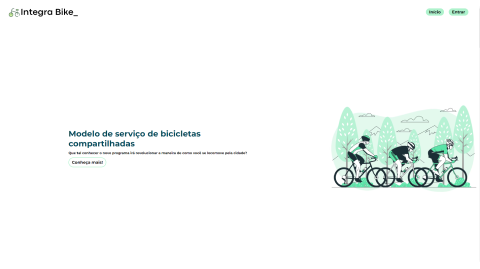 Integra Bike_
Início
Entrar
Modelo de serviço de bicicletas
compartilhadas
Que tal conhecer o novo programa irá revolucionar a maneira de como você se locomove pela cidade?
Conheça mais!